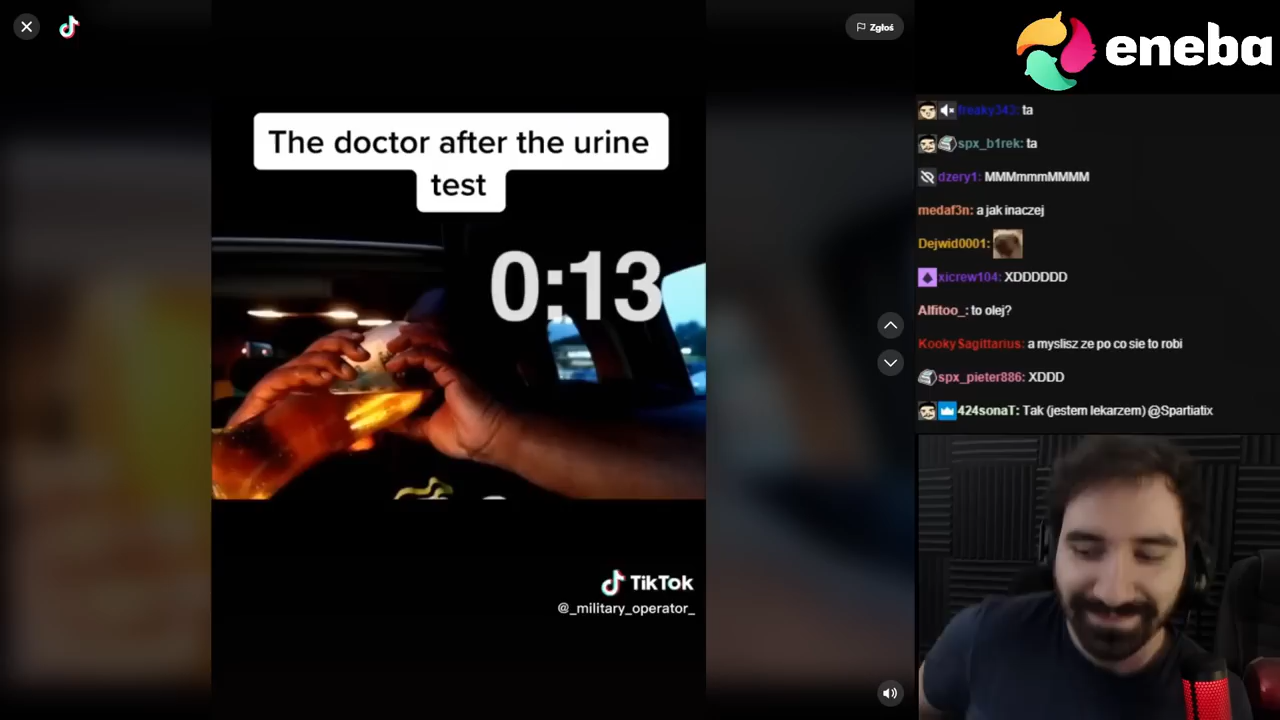 Zgłoś
The doctor after the urine
test
0:13
TikTok
@_military_operator_
eneba
freaky343: ta
spx_b1rek: ta
dzery1: MMMmmmMMMM
medaf3n: a jak inaczej
Dejwid0001:
xicrew104: XDDDDDD
Alfitoo_: to olej?
KookySagittarius: a myslisz ze po co sie to robi
spx_pieter886: XDDD
424sonaT: Tak (jestem lekarzem) @Spartiatix